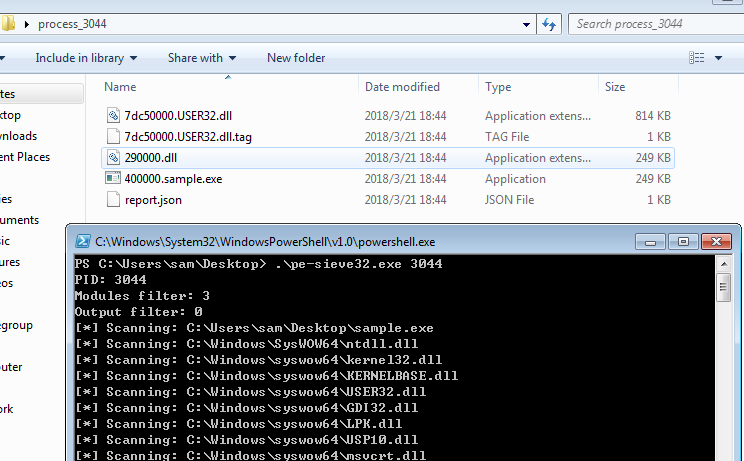 process_3044
Search process_3044
Include in library
Share with
New folder
Name
Date modified
Type
Size
7dc50000.USER32.dll
2018/3/21 18:44
Application extens...
814 KB
7dc50000.USER32.dll.tag
2018/3/21 18:44
TAG File
1 KB
290000.dll
2018/3/21 18:44
Application extens...
249 KB
400000.sample.exe
2018/3/21 18:44
Application
249 KB
report.json
2018/3/21 18:44
JSON File
1 KB
tes
ktop
wnloads
ent Places
ies
uments
sic
ures
eos
egroup
puter
ork
C:\Windows\System32\WindowsPowerShell\v1.0\powershell.exe
PS C:\Users\sam\Desktop> .\pe-sieve32.exe 3044
PID: 3044
Modules filter: 3
Output filter: 0
[*] Scanning: C:\Users\sam\Desktop\sample.exe
[*] Scanning: C:\Windows\SysWOW64\ntdll.dll
[*] Scanning: C:\Windows\syswow64\kernel32.dll
[*] Scanning: C:\Windows\syswow64\KERNELBASE.dll
[*] Scanning: C:\Windows\syswow64\USER32.dll
[*] Scanning: C:\Windows\syswow64\GDI32.dll
[*] Scanning: C:\Windows\syswow64\LPK.dll
[*] Scanning: C:\Windows\syswow64\USP10.dll
[*] Scanning: C:\Windows\syswow64\msvcrt.dll